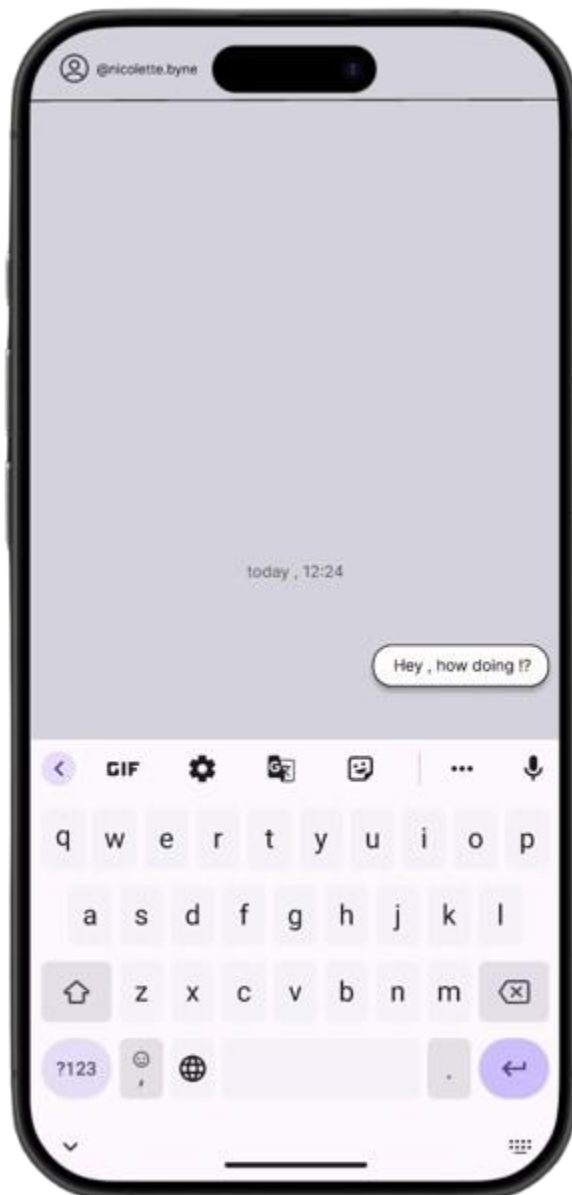 @nicolette.byne
today , 12:24
Hey , how doing !?
GIF
q w e r t y u i o p
a s d f g h j k l
z x c v b n m
?123 , .